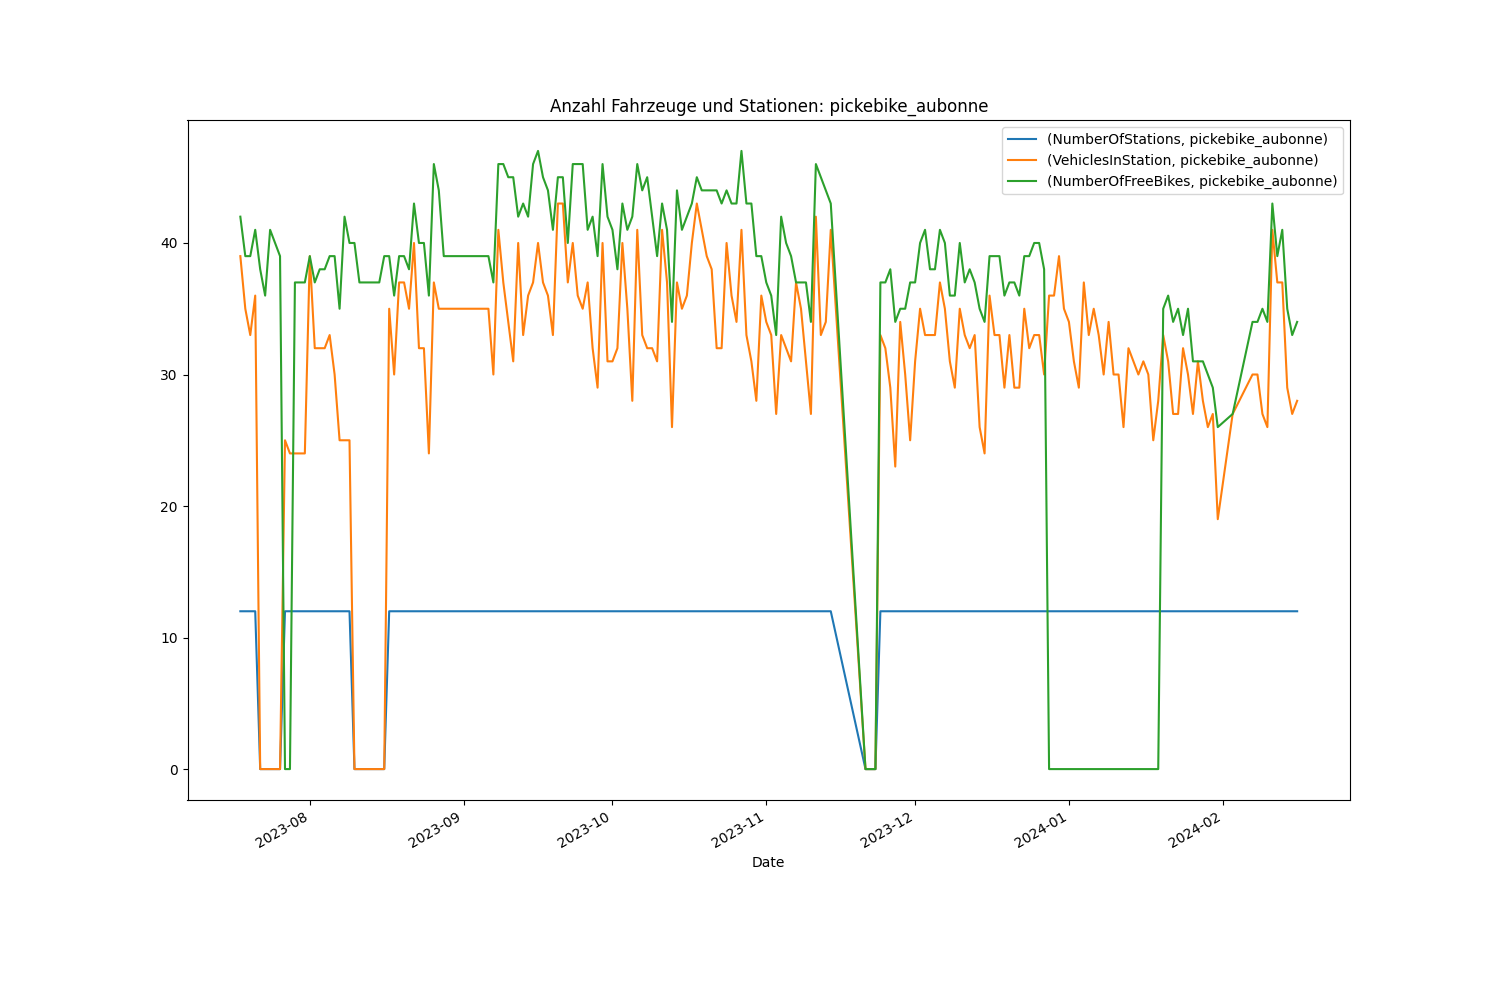 Anzahl Fahrzeuge und Stationen: pickebike_aubonne
(NumberOfStations, pickebike_aubonne)
(VehiclesInStation, pickebike_aubonne)
(NumberOfFreeBikes, pickebike_aubonne)
40
30
20
10
0
2023-08
2023-09
2023-10
2023-11
2023-12
2024-01
2024-02
Date